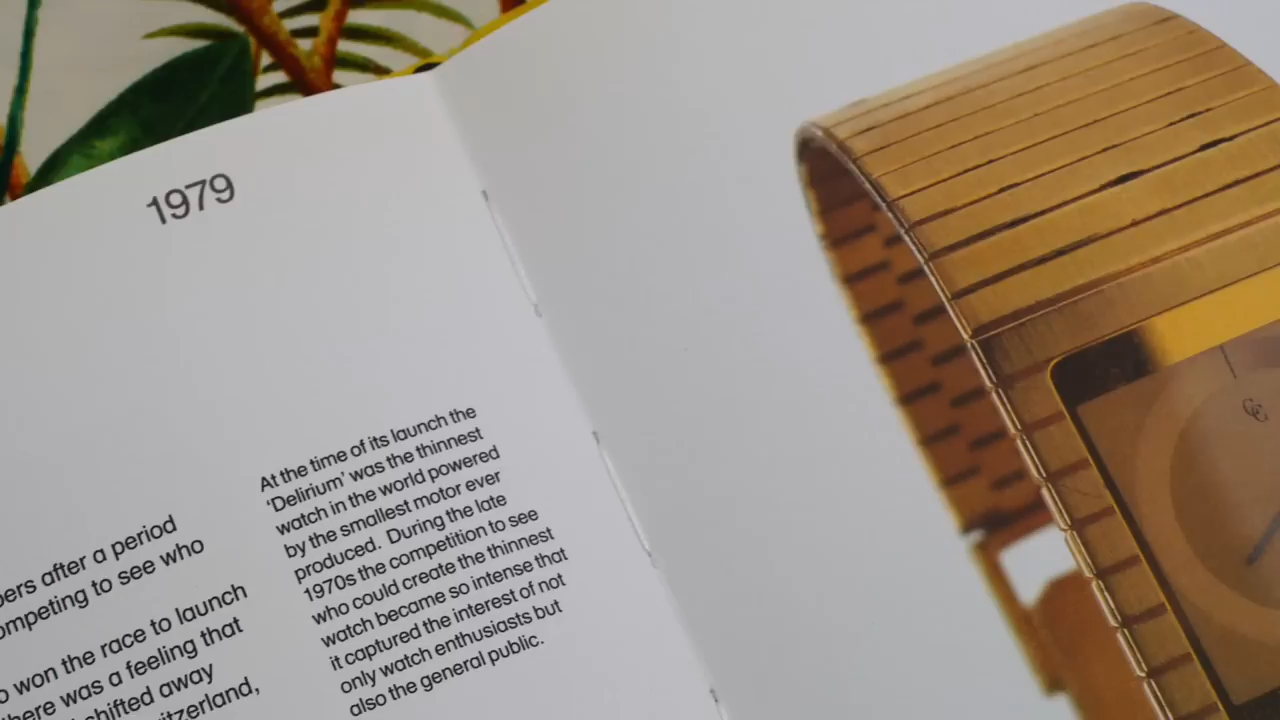 1979
after a period
to see who
won the race to launch
there was a feeling that
shifted away
At the time of its launch the
‘Delirium’ was the thinnest
watch in the world powered
by the smallest motor ever
produced. During the late
1970s the competition to see
who could create the thinnest
watch became so intense that
it captured the interest of not
only watch enthusiasts but
also the general public.